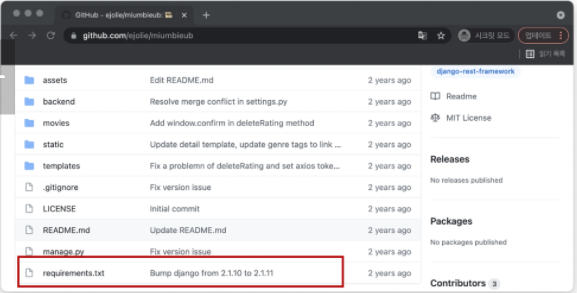 GitHub - ejolie/miumbieub:
github.com/ejolie/miumbieub
시크릿 모드
업데이트
읽기 목록
assets Edit README.md 2 years ago
backend Resolve merge conflict in settings.py 2 years ago
movies Add window.confirm in deleteRating method 2 years ago
static Update detail template, update genre tags to link ... 2 years ago
templates Fix a problemn of deleteRating and set axios toke... 2 years ago
.gitignore Fix version issue 2 years ago
LICENSE Initial commit 2 years ago
README.md Update README.md 2 years ago
manage.py Fix version issue 2 years ago
requirements.txt Bump django from 2.1.10 to 2.1.11 2 years ago
django-rest-framework
Readme
MIT License
Releases
No releases published
Packages
No packages published
Contributors 3